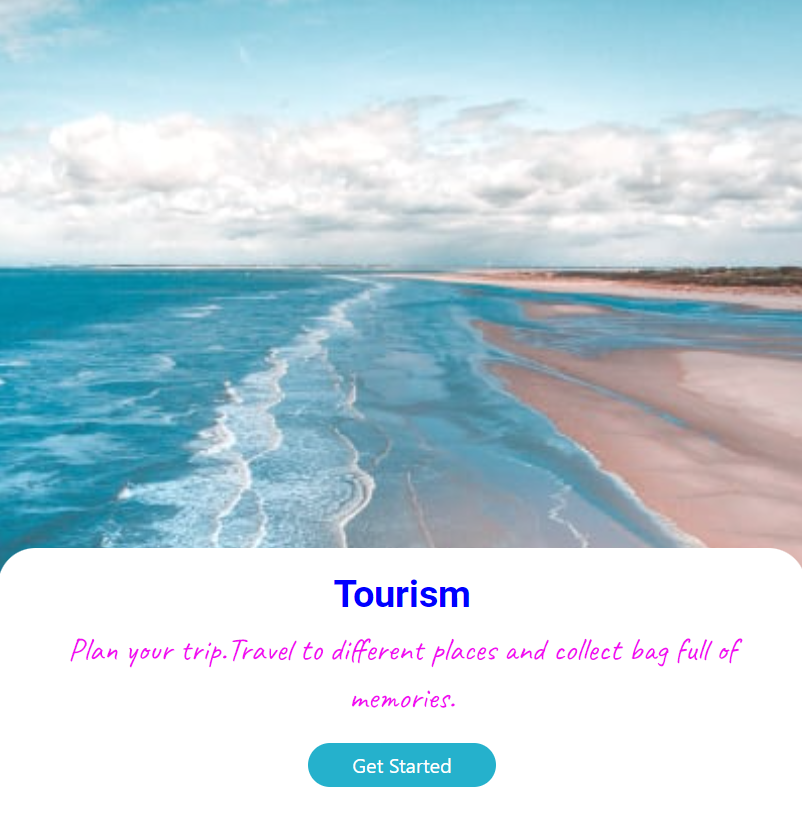 Tourism
Plan your trip.Travel to different places and collect bag full of
memories.
Get Started